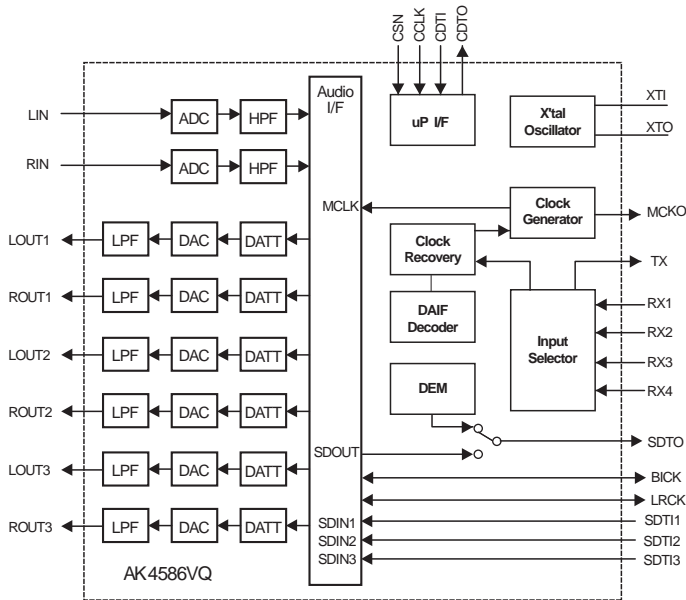 CSN
CCLK
CDTI
CDTO
Audio
I/F
uP I/F
X'tal
Oscillator
XTI
XTO
LIN
ADC
HPF
RIN
ADC
HPF
MCLK
Clock
Generator
MCKO
LOUT1
LPF
DAC
DATT
Clock
Recovery
TX
ROUT1
LPF
DAC
DATT
DAIF
Decoder
Input
Selector
RX1
RX2
RX3
RX4
LOUT2
LPF
DAC
DATT
ROUT2
LPF
DAC
DATT
DEM
SDOUT
SDTO
LOUT3
LPF
DAC
DATT
BICK
LRCK
ROUT3
LPF
DAC
DATT
SDIN1
SDTI1
SDIN2
SDTI2
SDIN3
SDTI3
AK4586VQ